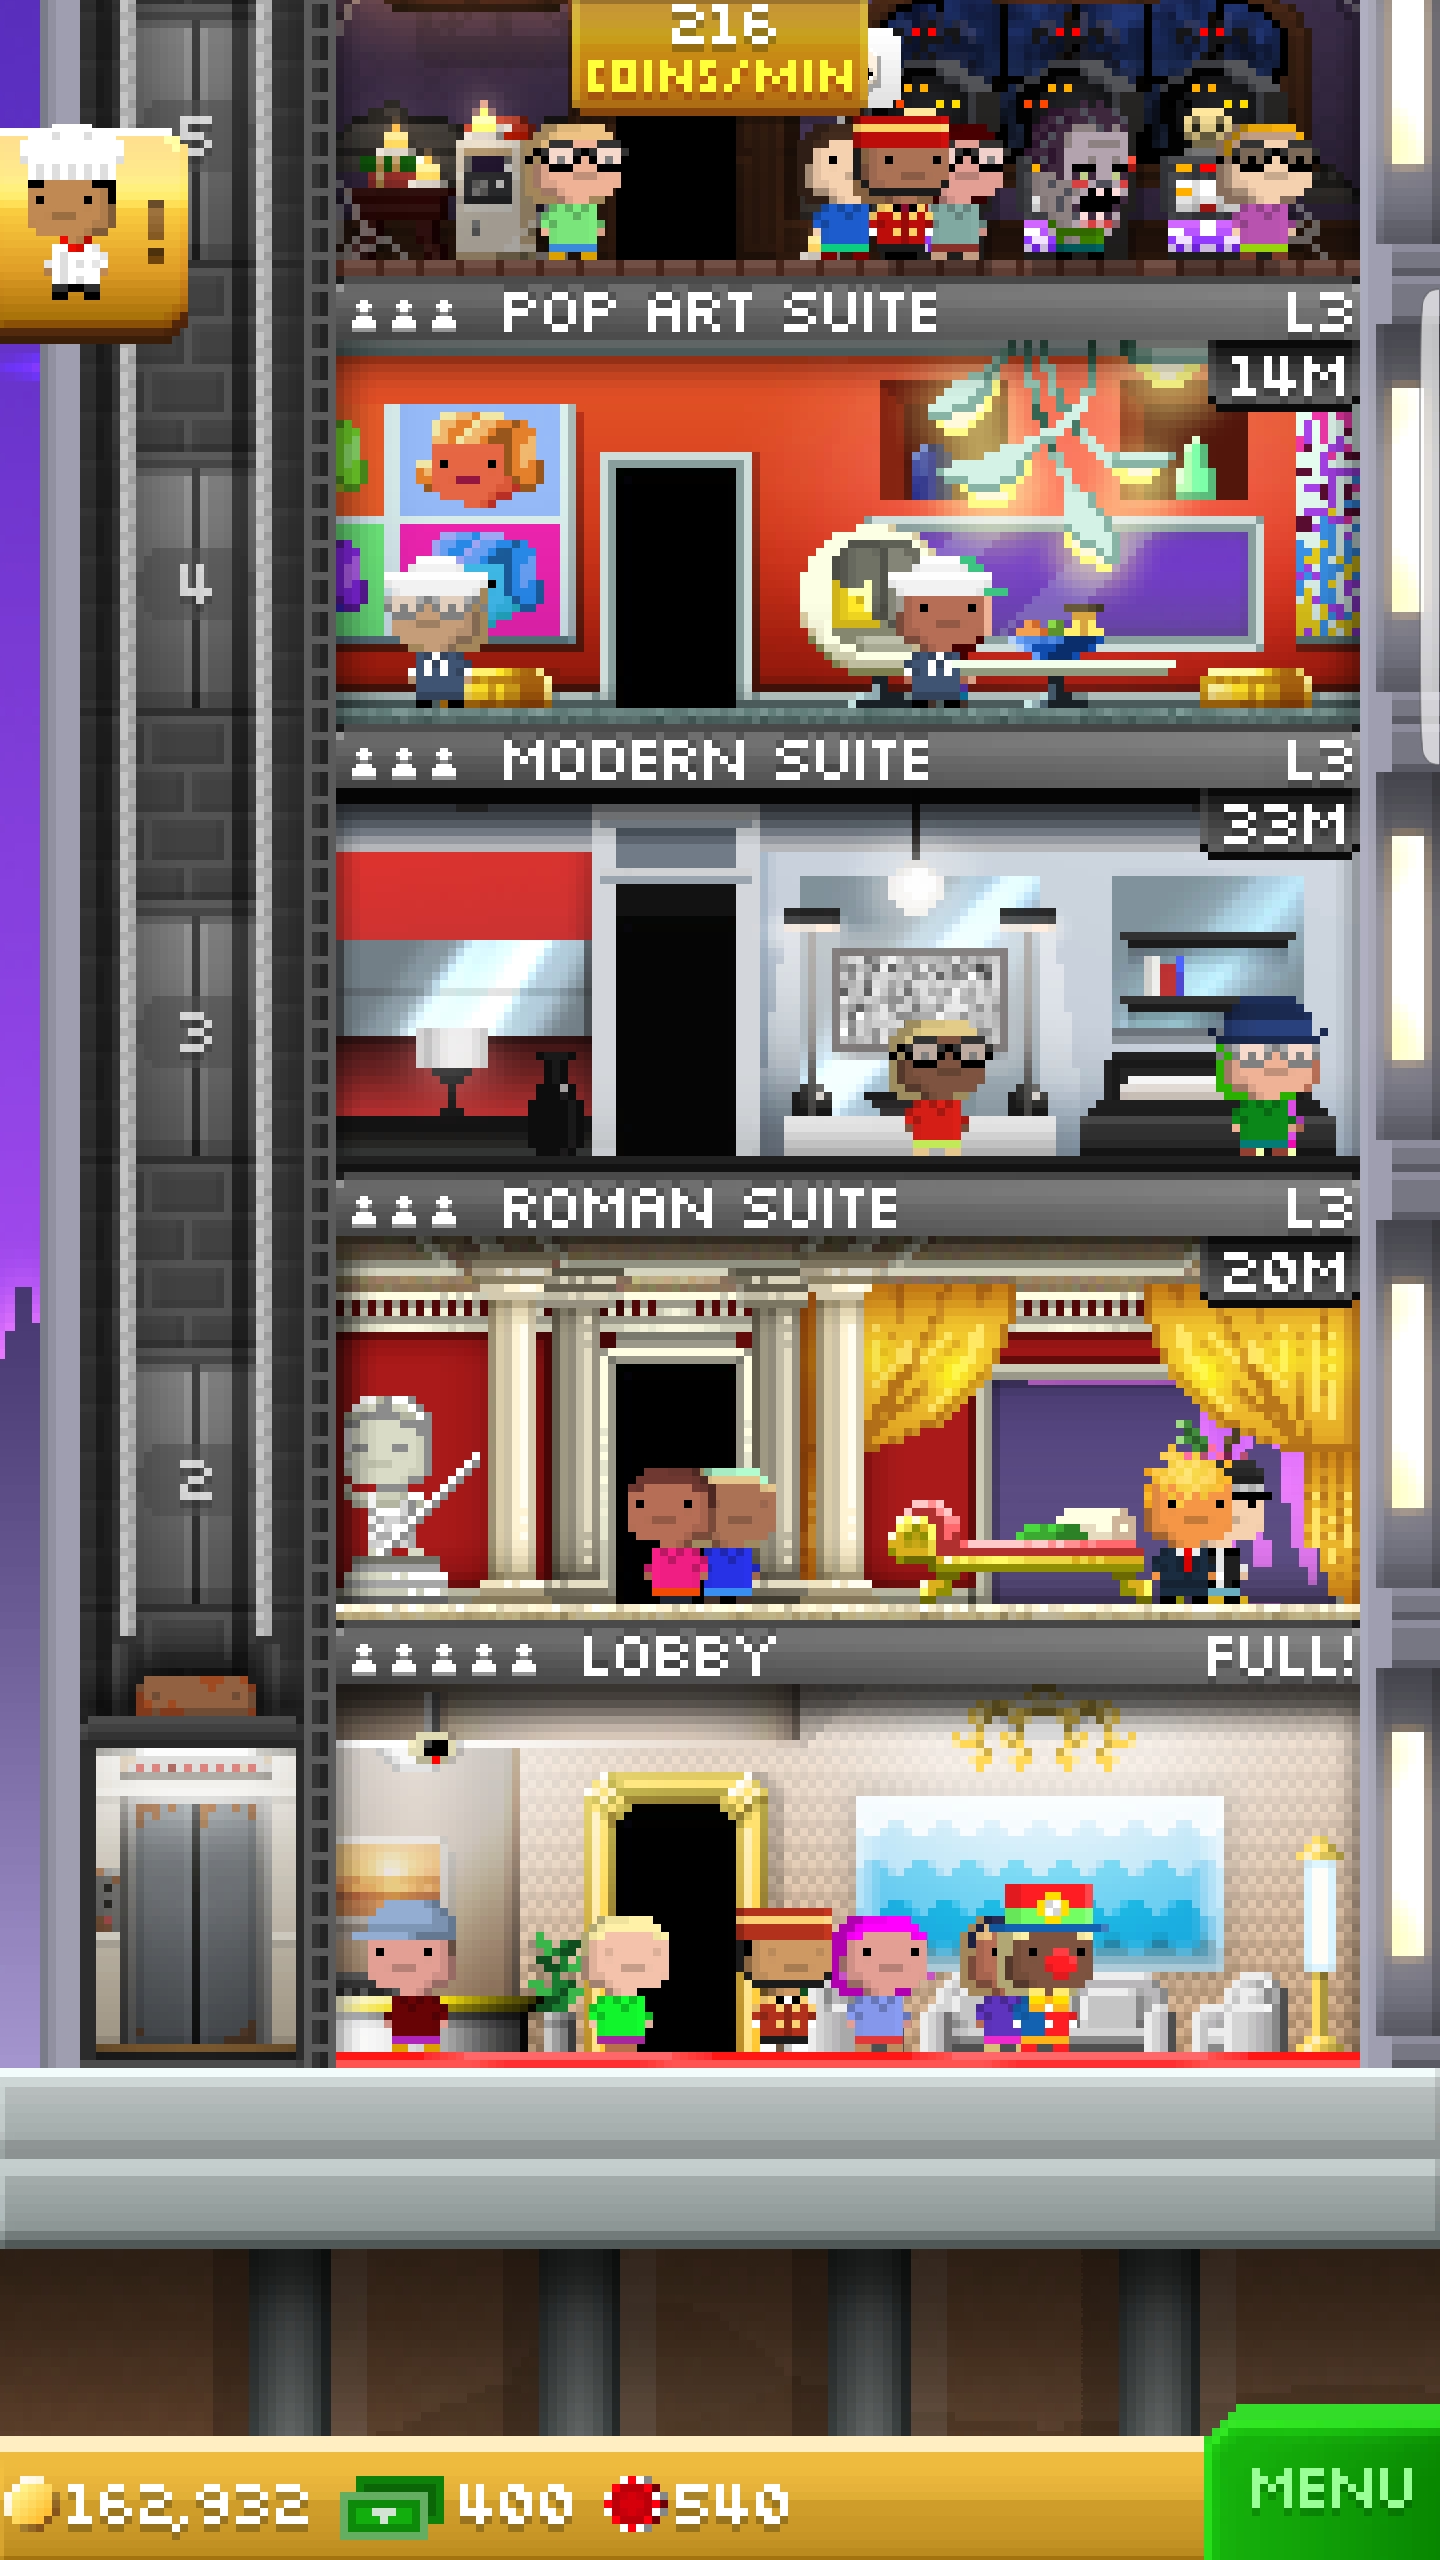 216
COINS/MIN
5
!
POP ART SUITE L3
14M
4
MODERN SUITE L3
33M
3
ROMAN SUITE L3
20M
2
LOBBY FULL!
162,932 400 540
MENU